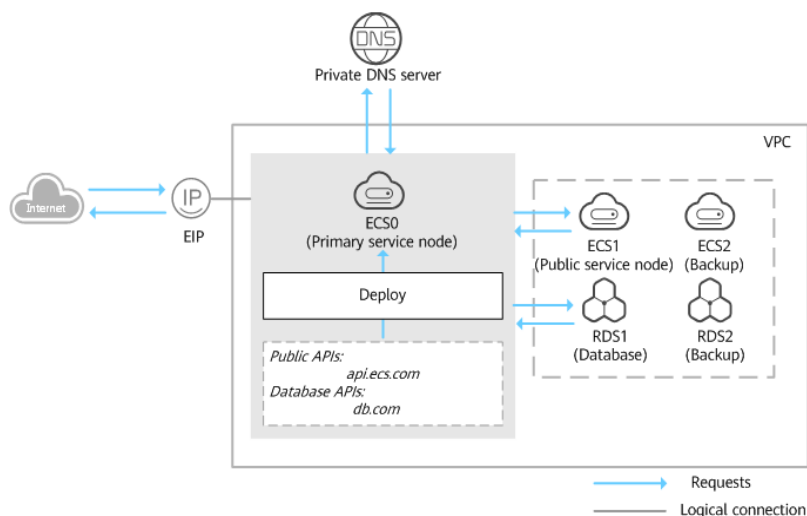 DNS
Private DNS server
VPC
Internet
IP
EIP
ECS0
(Primary service node)
ECS1
(Public service node)
ECS2
(Backup)
Deploy
RDS1
(Database)
RDS2
(Backup)
Public APIs:
api.ecs.com
Database APIs:
db.com
Requests
Logical connection